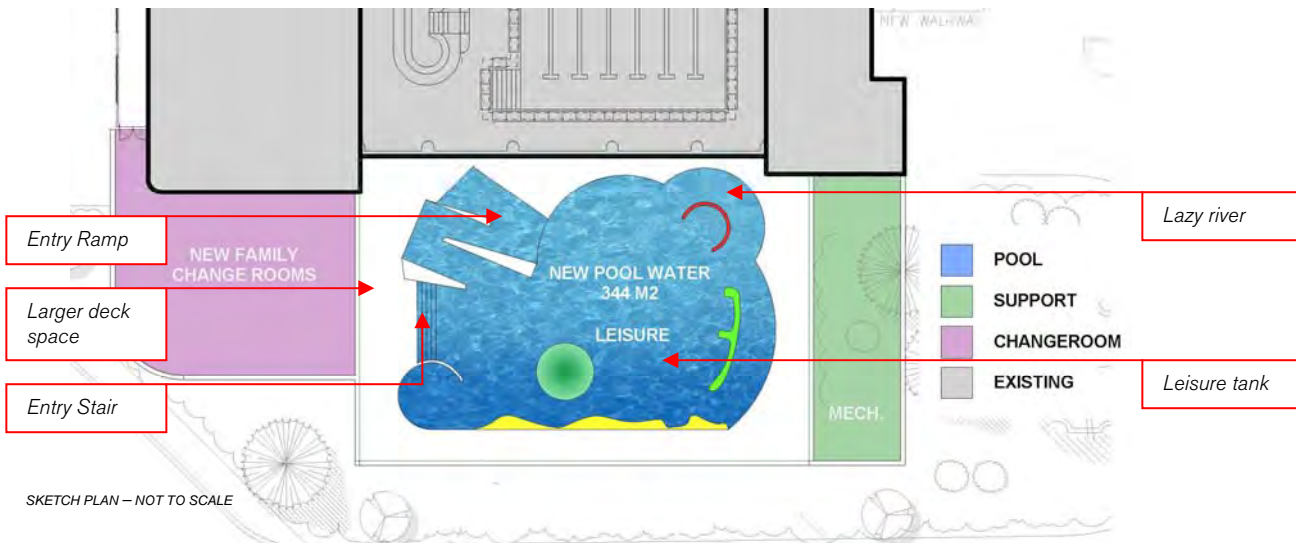 NEW WALKWAY
Entry Ramp
Larger deck
space
Entry Stair
NEW FAMILY
CHANGE ROOMS
NEW POOL WATER
344 M2
LEISURE
MECH.
Lazy river
Leisure tank
POOL
SUPPORT
CHANGEROOM
EXISTING
SKETCH PLAN – NOT TO SCALE